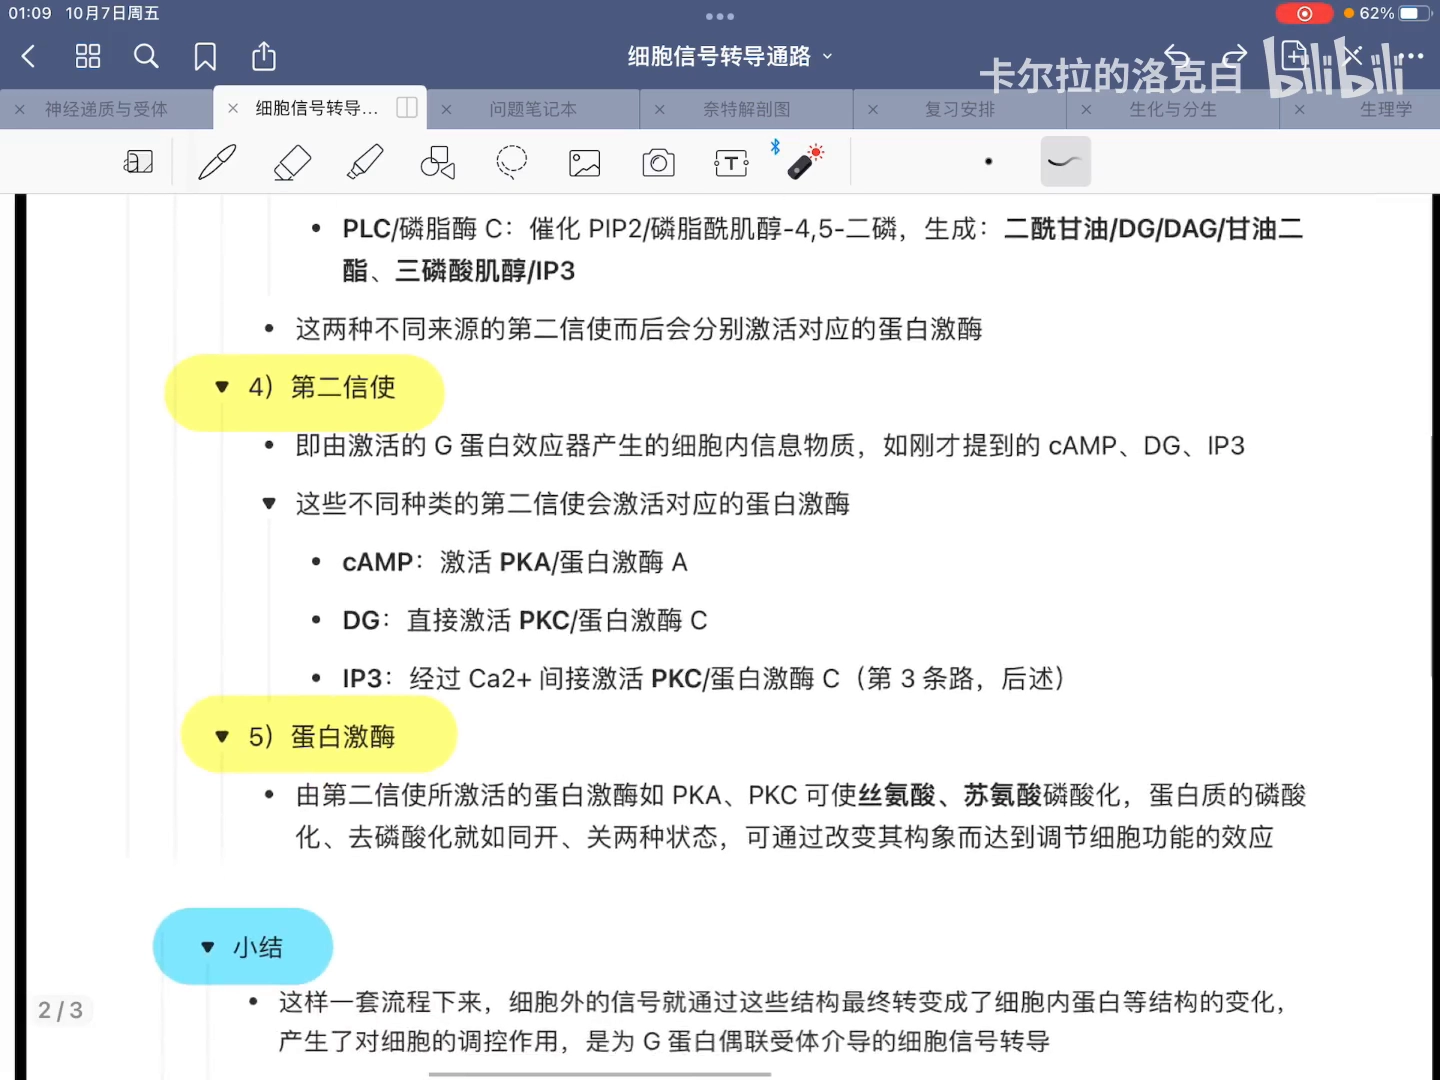 01:09 10月7日周五
62%
细胞信号转导通路
卡尔拉的洛克白 bilibili
神经递质与受体
细胞信号转导...
问题笔记本
奈特解剖图
复习安排
生化与分生
生理学
PLC/磷脂酶 C：催化 PIP2/磷脂酰肌醇-4,5-二磷，生成：二酰甘油/DG/DAG/甘油二
酯、三磷酸肌醇/IP3
这两种不同来源的第二信使而后会分别激活对应的蛋白激酶
4）第二信使
即由激活的 G 蛋白效应器产生的细胞内信息物质，如刚才提到的 cAMP、DG、IP3
这些不同种类的第二信使会激活对应的蛋白激酶
cAMP：激活 PKA/蛋白激酶 A
DG：直接激活 PKC/蛋白激酶 C
IP3：经过 Ca2+ 间接激活 PKC/蛋白激酶 C（第 3 条路，后述）
5）蛋白激酶
由第二信使所激活的蛋白激酶如 PKA、PKC 可使丝氨酸、苏氨酸磷酸化，蛋白质的磷酸
化、去磷酸化就如同开、关两种状态，可通过改变其构象而达到调节细胞功能的效应
小结
这样一套流程下来，细胞外的信号就通过这些结构最终转变成了细胞内蛋白等结构的变化，
产生了对细胞的调控作用，是为 G 蛋白偶联受体介导的细胞信号转导
2 / 3